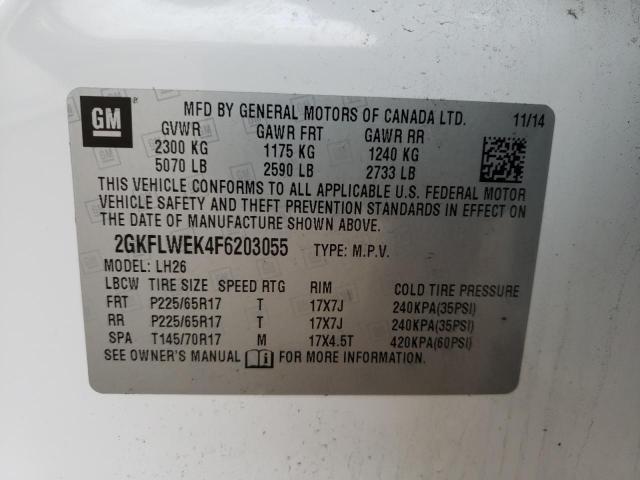 GM
MFD BY GENERAL MOTORS OF CANADA LTD. 11/14
GVWR GAWR FRT GAWR RR
2300 KG 1175 KG 1240 KG
5070 LB 2590 LB 2733 LB
THIS VEHICLE CONFORMS TO ALL APPLICABLE U.S. FEDERAL MOTOR
VEHICLE SAFETY AND THEFT PREVENTION STANDARDS IN EFFECT ON
THE DATE OF MANUFACTURE SHOWN ABOVE.
2GKFLWEK4F6203055 TYPE: M.P.V.
MODEL: LH26
LBCW TIRE SIZE SPEED RTG RIM COLD TIRE PRESSURE
FRT P225/65R17 T 17X7J 240KPA(35PSI)
RR P225/65R17 T 17X7J 240KPA(35PSI)
SPA T145/70R17 M 17X4.5T 420KPA(60PSI)
SEE OWNER'S MANUAL FOR MORE INFORMATION.